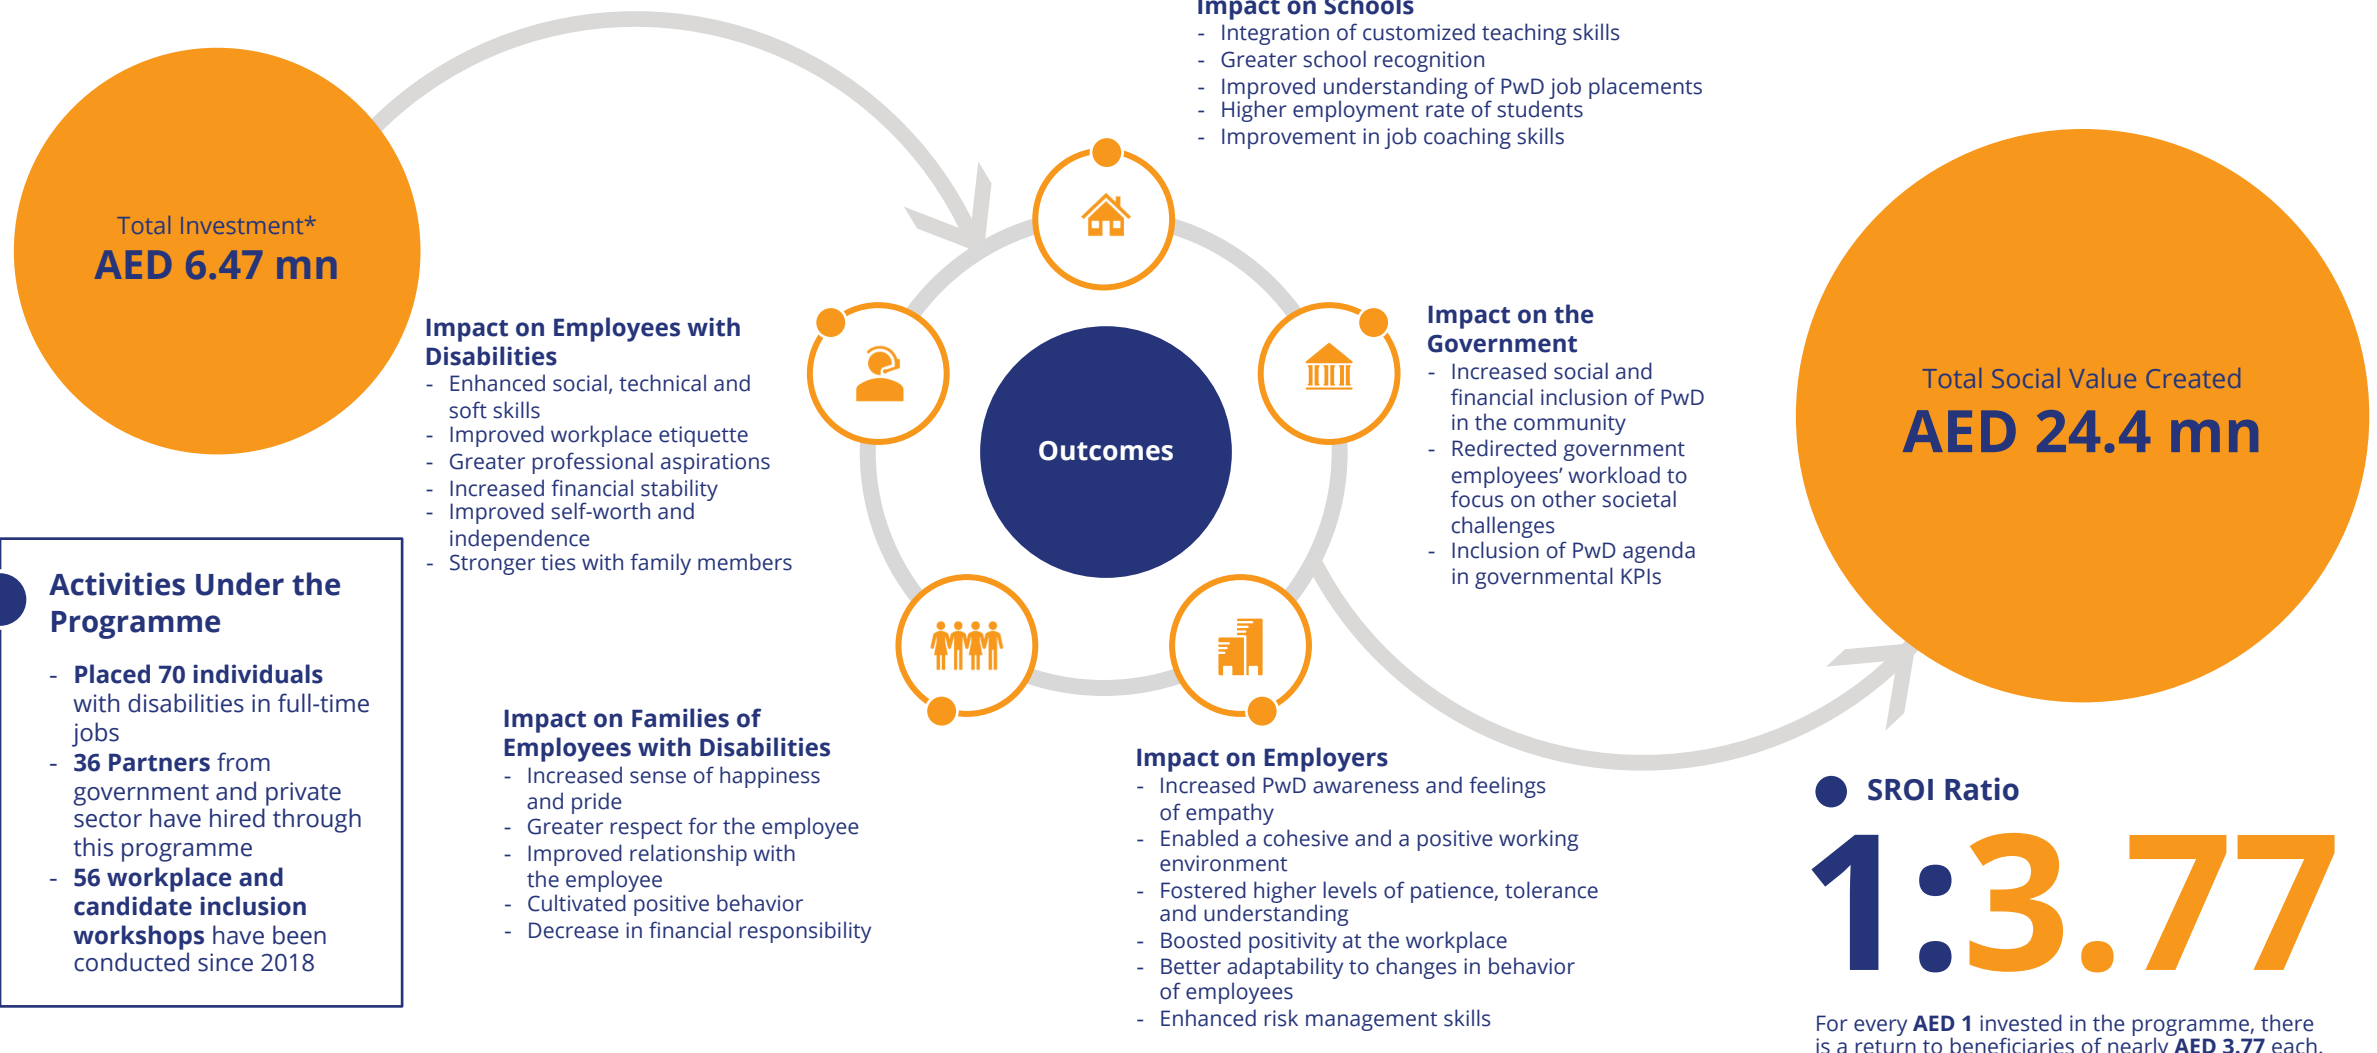 Total Investment*
AED 6.47 mn
Impact on Schools
- Integration of customized teaching skills
- Greater school recognition
- Improved understanding of PwD job placements
- Higher employment rate of students
- Improvement in job coaching skills
Impact on Employees with
Disabilities
- Enhanced social, technical and
soft skills
- Improved workplace etiquette
- Greater professional aspirations
- Increased financial stability
- Improved self-worth and
independence
- Stronger ties with family members
Outcomes
Impact on the
Government
- Increased social and
financial inclusion of PwD
in the community
- Redirected government
employees’ workload to
focus on other societal
challenges
- Inclusion of PwD agenda
in governmental KPIs
Total Social Value Created
AED 24.4 mn
Activities Under the
Programme
- Placed 70 individuals
with disabilities in full-time
jobs
- 36 Partners from
government and private
sector have hired through
this programme
- 56 workplace and
candidate inclusion
workshops have been
conducted since 2018
Impact on Families of
Employees with Disabilities
- Increased sense of happiness
and pride
- Greater respect for the employee
- Improved relationship with
the employee
- Cultivated positive behavior
- Decrease in financial responsibility
Impact on Employers
- Increased PwD awareness and feelings
of empathy
- Enabled a cohesive and a positive working
environment
- Fostered higher levels of patience, tolerance
and understanding
- Boosted positivity at the workplace
- Better adaptability to changes in behavior
of employees
- Enhanced risk management skills
SROI Ratio
1:3.77
For every AED 1 invested in the programme, there
is a return to beneficiaries of nearly AED 3.77 each.